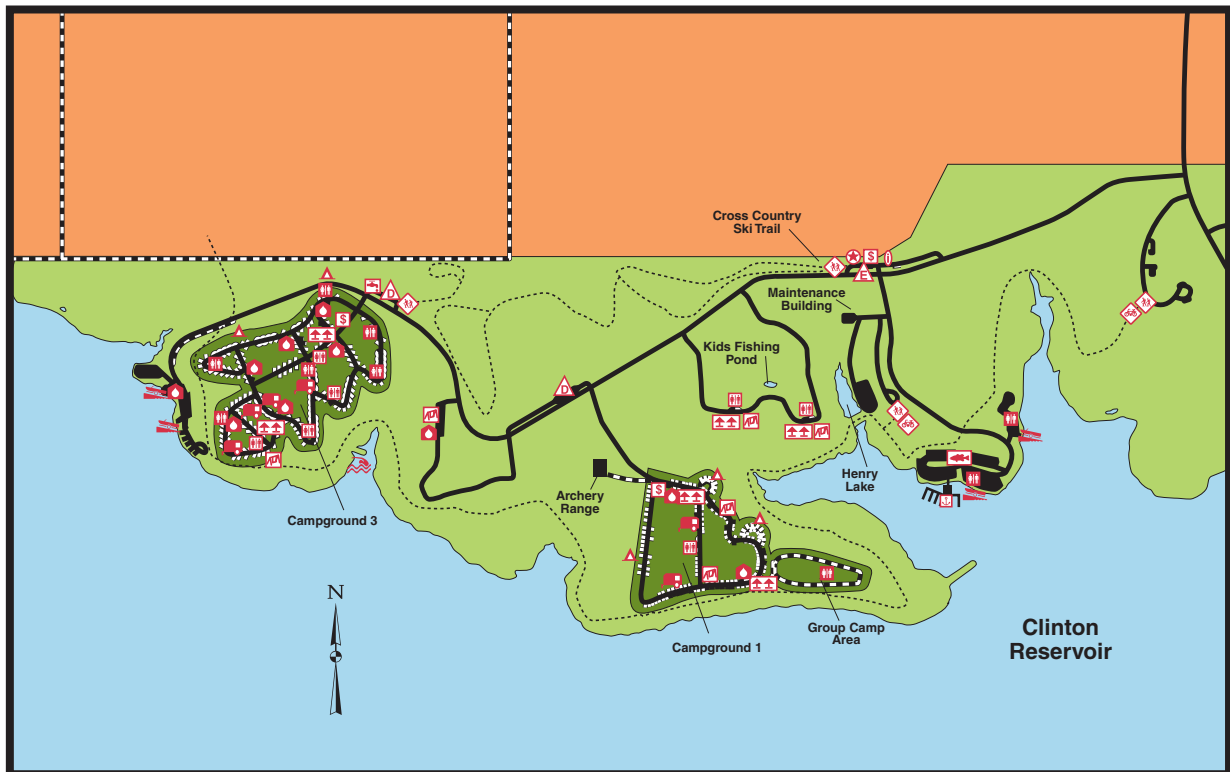 Cross Country
Ski Trail
$
i
E
Maintenance
Building
D
$
Kids Fishing
Pond
D
Henry
Lake
Archery
Range
$
Campground 3
N
Group Camp
Area
Campground 1
Clinton
Reservoir